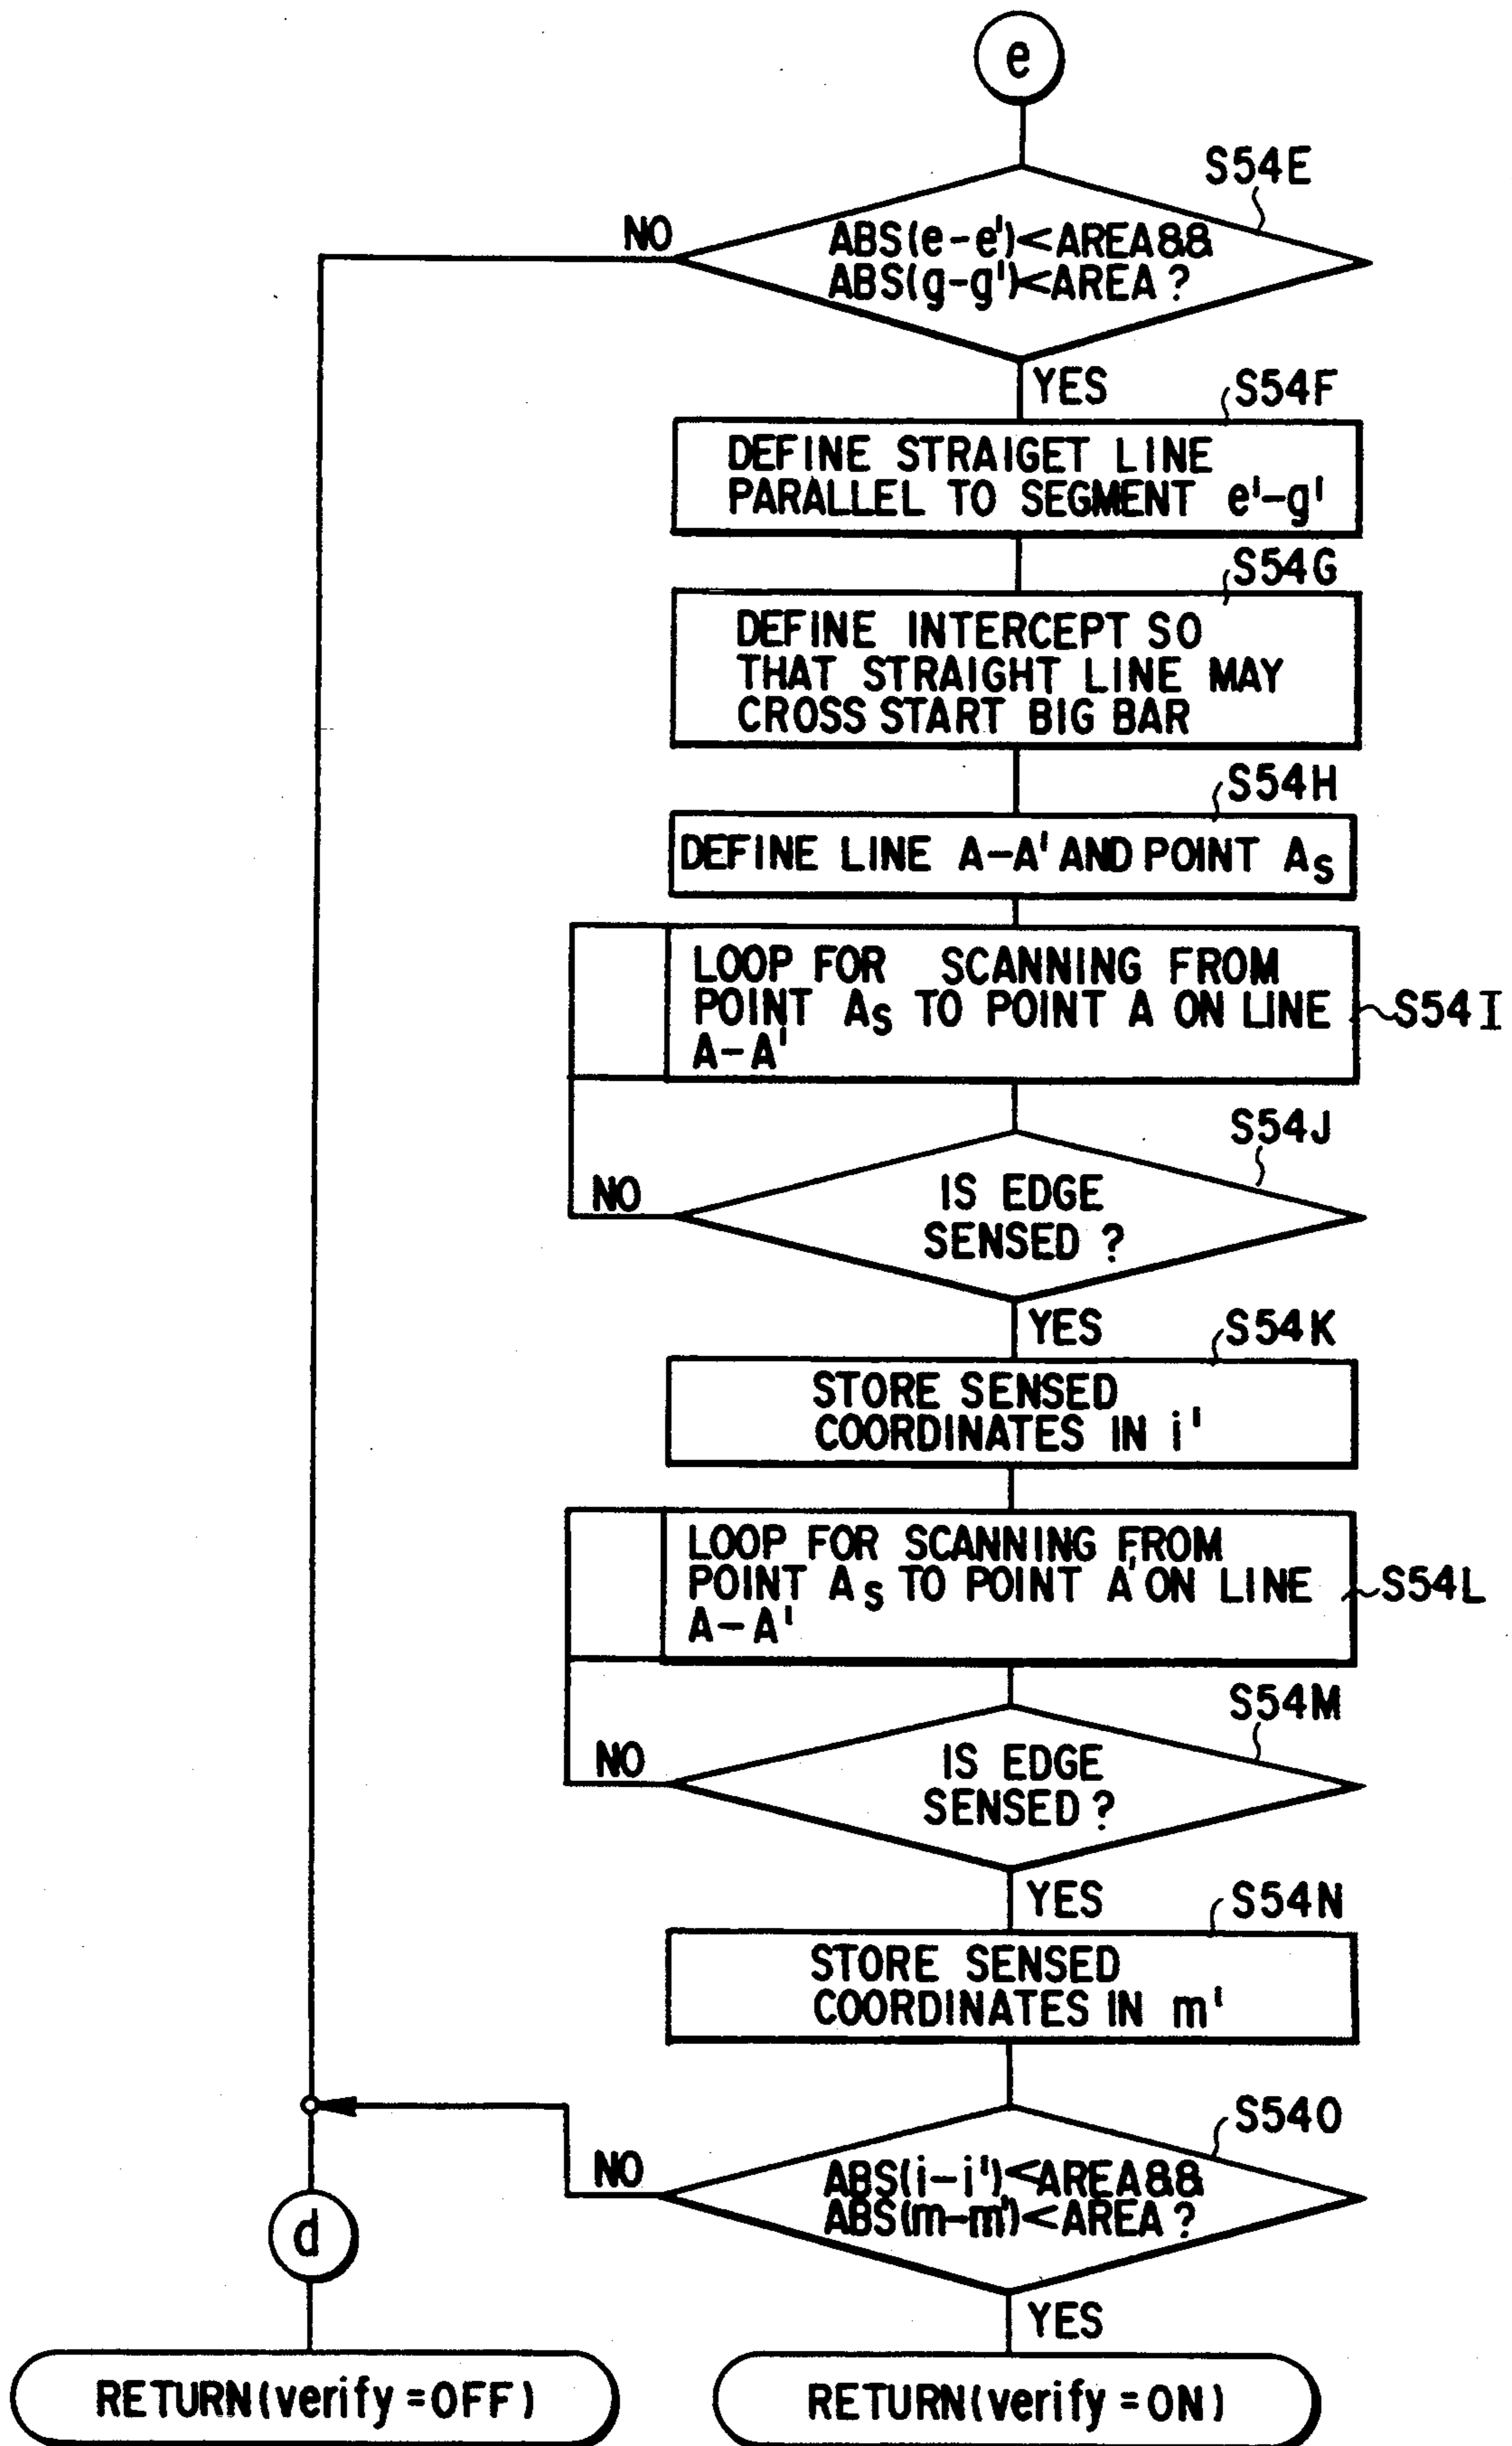 e
S54E
NO
ABS(e-e')<AREA&&
ABS(g-g')<AREA?
YES
S54F
DEFINE STRAIGET LINE
PARALLEL TO SEGMENT e'-g'
S54G
DEFINE INTERCEPT SO
THAT STRAIGHT LINE MAY
CROSS START BIG BAR
S54H
DEFINE LINE A-A' AND POINT As
LOOP FOR SCANNING FROM
POINT As TO POINT A ON LINE
A-A'
S54I
S54J
NO
IS EDGE
SENSED ?
YES
S54K
STORE SENSED
COORDINATES IN i'
LOOP FOR SCANNING FROM
POINT As TO POINT A' ON LINE
A-A'
S54L
S54M
NO
IS EDGE
SENSED ?
YES
S54N
STORE SENSED
COORDINATES IN m'
S54O
NO
ABS(i-i')<AREA&&
ABS(m-m')<AREA?
d
YES
RETURN(verify=OFF)
RETURN(verify=ON)